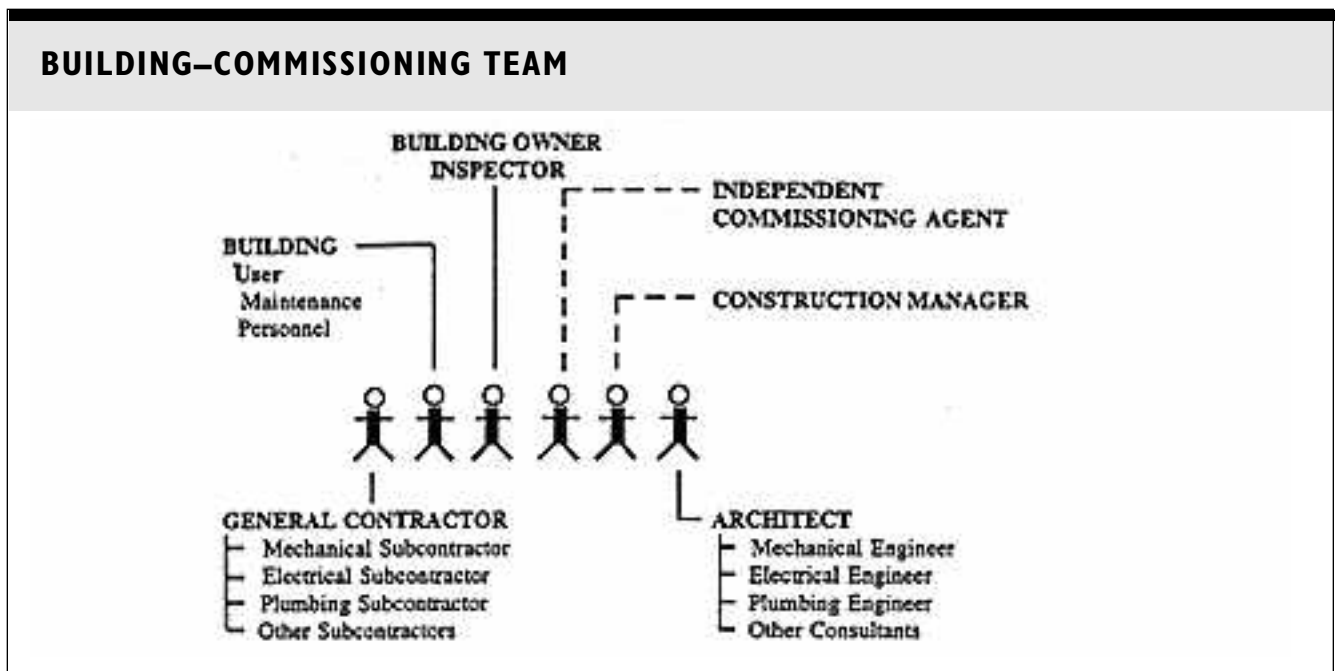 BUILDING–COMMISSIONING TEAM
BUILDING OWNER
INSPECTOR
INDEPENDENT
COMMISSIONING AGENT
BUILDING
User
Maintenance
Personnel
CONSTRUCTION MANAGER
GENERAL CONTRACTOR
Mechanical Subcontractor
Electrical Subcontractor
Plumbing Subcontractor
Other Subcontractors
ARCHITECT
Mechanical Engineer
Electrical Engineer
Plumbing Engineer
Other Consultants